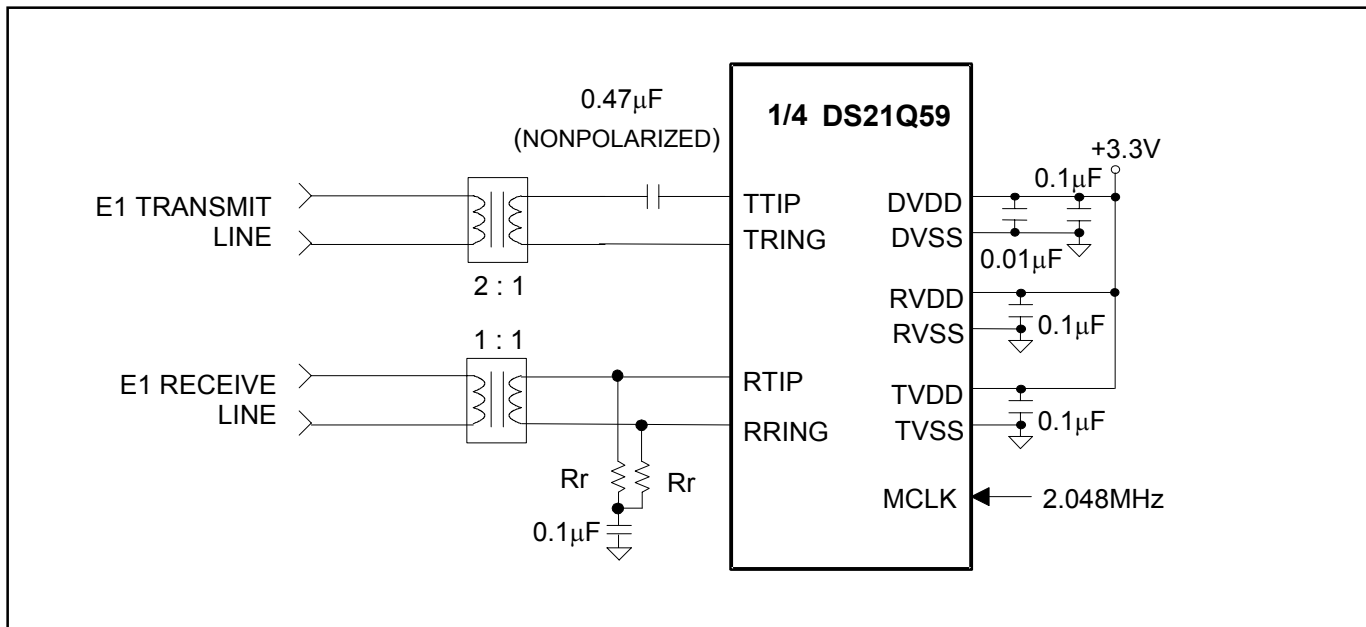 0.47μF
(NONPOLARIZED)
1/4 DS21Q59
+3.3V
0.1μF
E1 TRANSMIT
LINE
TTIP
TRING
DVDD
DVSS
0.01μF
2 : 1
RVDD
RVSS
0.1μF
1 : 1
E1 RECEIVE
LINE
RTIP
RRING
TVDD
TVSS
0.1μF
Rr
Rr
0.1μF
MCLK
2.048MHz